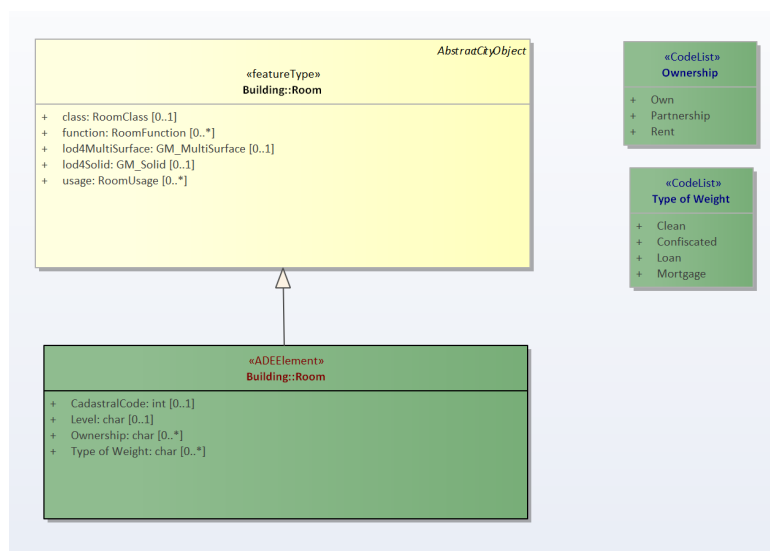 AbstractCityObject
«featureType»
Building::Room
+ class: RoomClass [0..1]
+ function: RoomFunction [0..*]
+ lod4MultiSurface: GM_MultiSurface [0..1]
+ lod4Solid: GM_Solid [0..1]
+ usage: RoomUsage [0..*]
«CodeList»
Ownership
+ Own
+ Partnership
+ Rent
«CodeList»
Type of Weight
+ Clean
+ Confiscated
+ Loan
+ Mortgage
«ADEElement»
Building::Room
+ CadastralCode: int [0..1]
+ Level: char [0..1]
+ Ownership: char [0..*]
+ Type of Weight: char [0..*]